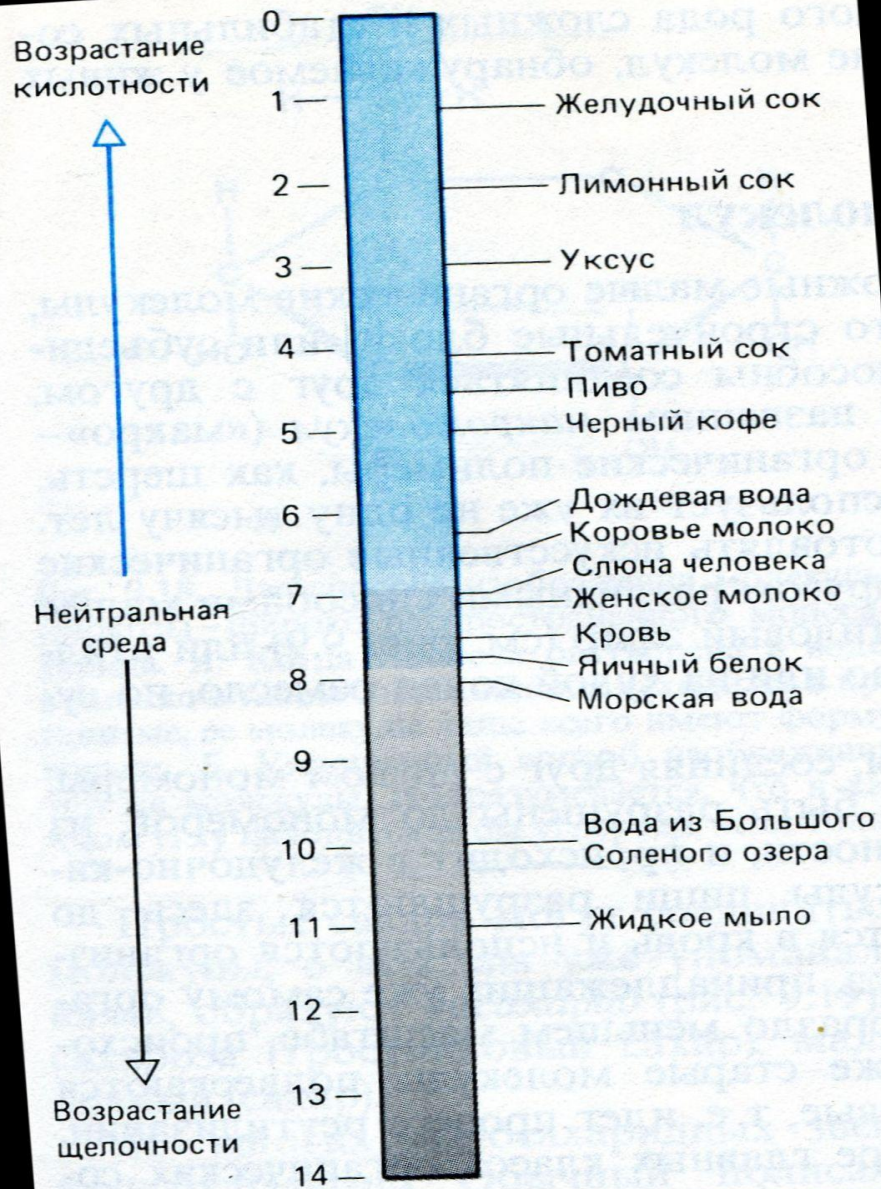 Возрастание
кислотности
Нейтральная
среда
Возрастание
щелочности
0
1
2
3
4
5
6
7
8
9
10
11
12
13
14
Желудочный сок
Лимонный сок
Уксус
Томатный сок
Пиво
Черный кофе
Дождевая вода
Коровье молоко
Слюна человека
Женское молоко
Кровь
Яичный белок
Морская вода
Вода из Большого
Соленого озера
Жидкое мыло